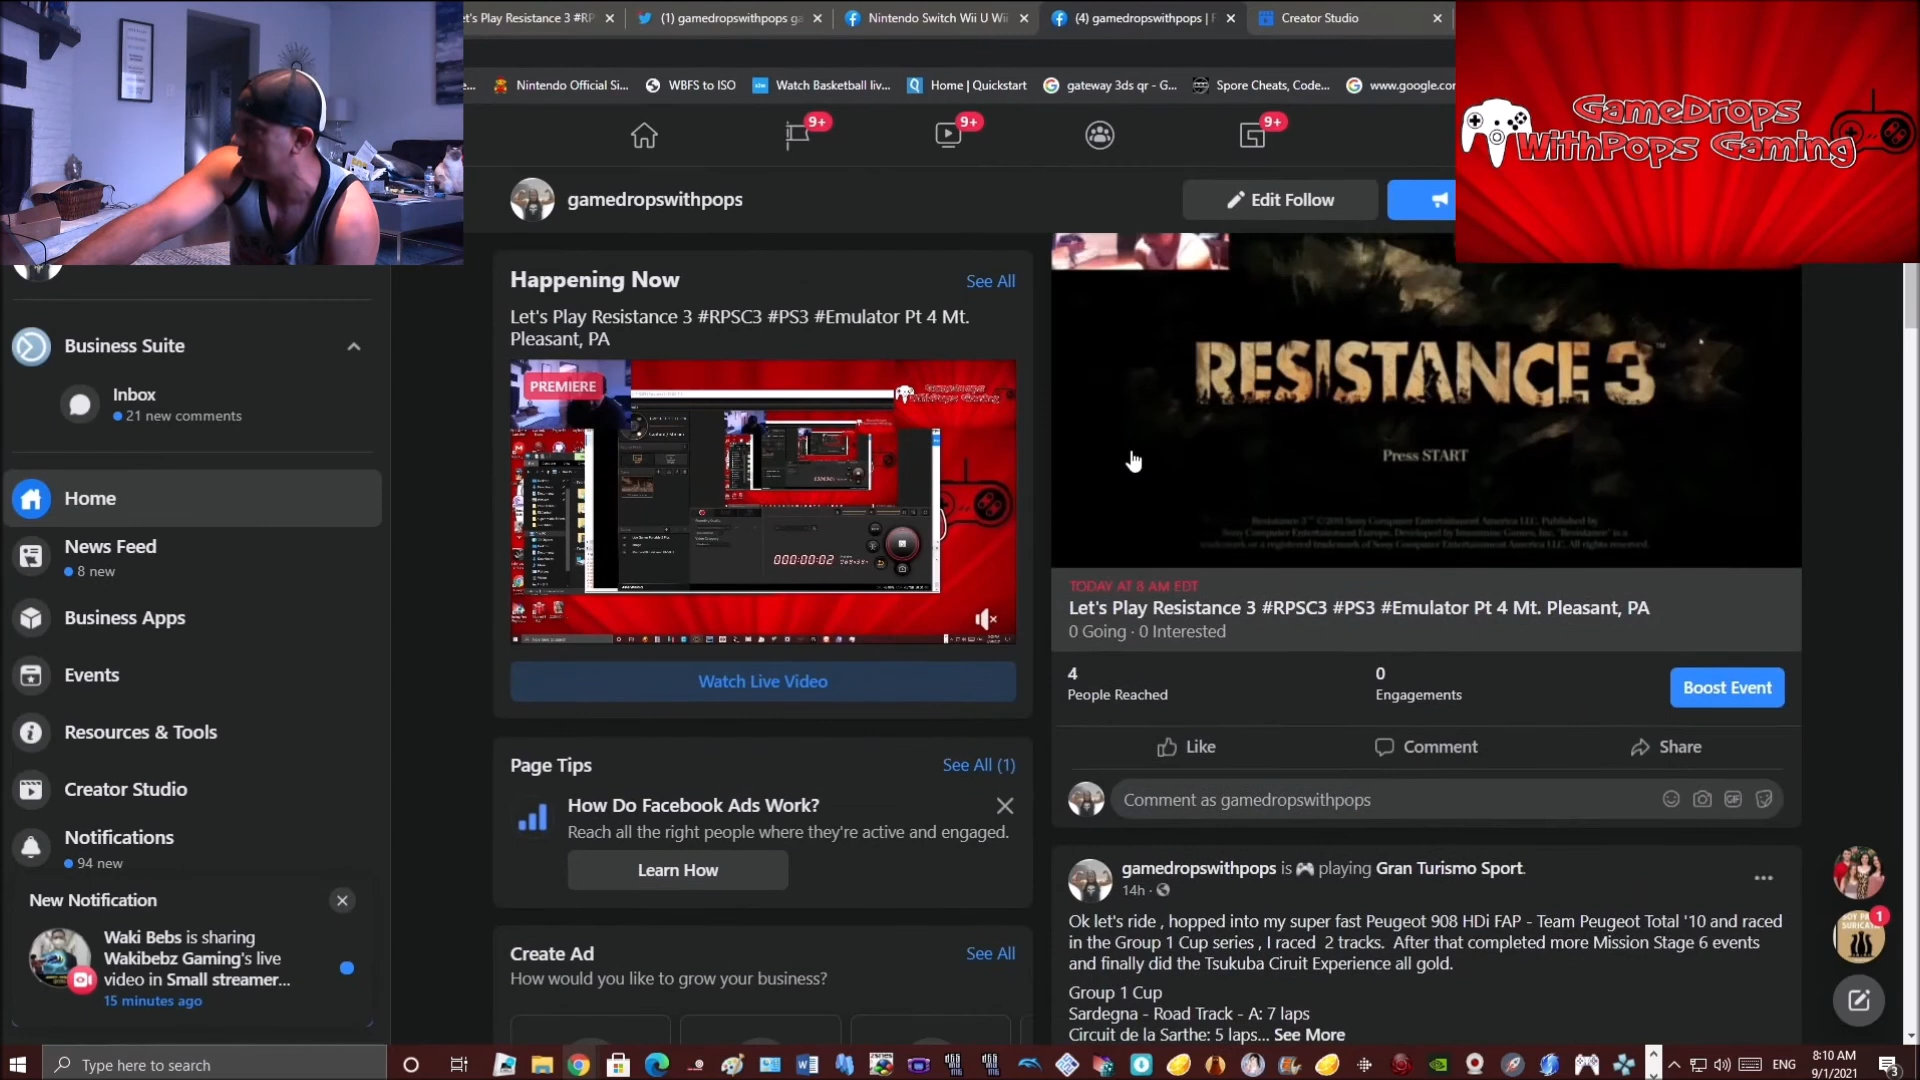 et's Play Resistance 3 #RP
(1) gamedropswithpops ga
Nintendo Switch Wii U Wii
(4) gamedropswithpops | F
Creator Studio
Nintendo Official Si...
WBFS to ISO
Watch Basketball liv...
Home | Quickstart
gateway 3ds qr - G...
Spore Cheats, Code...
www.google.cor
GameDrops
WithPops Gaming
9+
9+
9+
gamedropswithpops
Edit Follow
Business Suite
Inbox
21 new comments
Home
News Feed
8 new
Business Apps
Events
Resources & Tools
Creator Studio
Notifications
94 new
New Notification
Waki Bebs is sharing
Wakibebz Gaming's live
video in Small streamer...
15 minutes ago
Happening Now
See All
Let's Play Resistance 3 #RPSC3 #PS3 #Emulator Pt 4 Mt.
Pleasant, PA
PREMIERE
000:00:02
Watch Live Video
Page Tips
See All (1)
How Do Facebook Ads Work?
Reach all the right people where they're active and engaged.
Learn How
Create Ad
See All
How would you like to grow your business?
RESISTANCE 3
Press START
TODAY AT 8 AM EDT
Let's Play Resistance 3 #RPSC3 #PS3 #Emulator Pt 4 Mt. Pleasant, PA
0 Going · 0 Interested
4
People Reached
0
Engagements
Boost Event
Like
Comment
Share
Comment as gamedropswithpops
gamedropswithpops is playing Gran Turismo Sport.
14h ·
Ok let's ride , hopped into my super fast Peugeot 908 HDi FAP - Team Peugeot Total '10 and raced
in the Group 1 Cup series , I raced 2 tracks. After that completed more Mission Stage 6 events
and finally did the Tsukuba Ciruit Experience all gold.
Group 1 Cup
Sardegna - Road Track - A: 7 laps
Circuit de la Sarthe: 5 laps... See More
1
Type here to search
ENG
8:10 AM
9/1/2021
3